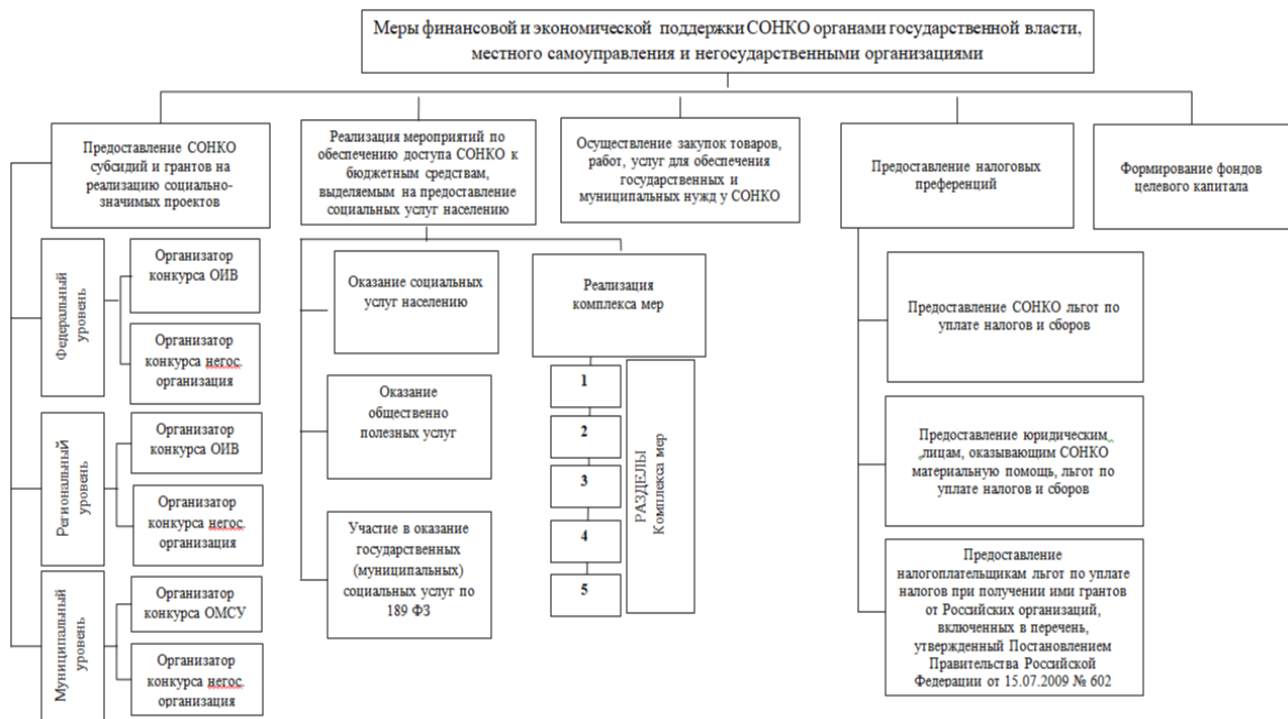 Меры финансовой и экономической поддержки СОНКО органами государственной власти,
местного самоуправления и негосударственными организациями
Предоставление СОНКО
субсидий и грантов на
реализацию социально-
значимых проектов
Реализация мероприятий по
обеспечению доступа СОНКО к
бюджетным средствам,
выделяемым на предоставление
социальных услуг населению
Осуществление закупок товаров,
работ, услуг для обеспечения
государственных и
муниципальных нужд у СОНКО
Предоставление налоговых
преференций
Формирование фондов
целевого капитала
Федеральный
уровень
Организатор
конкурса ОИВ
Организатор
конкурса негос.
организация
Региональный
уровень
Организатор
конкурса ОИВ
Организатор
конкурса негос.
организация
Муниципальный
уровень
Организатор
конкурса ОМСУ
Организатор
конкурса негос.
организация
Оказание социальных
услуг населению
Оказание
общественно
полезных услуг
Участие в оказание
государственных
(муниципальных)
социальных услуг по
189 ФЗ
Реализация
комплекса мер
1
2
3
4
5
РАЗДЕЛЫ
Комплекса мер
Предоставление СОНКО льгот по
уплате налогов и сборов
Предоставление юридическим
лицам, оказывающим СОНКО
материальную помощь, льгот по
уплате налогов и сборов
Предоставление
налогоплательщикам льгот по уплате
налогов при получении ими грантов
от Российских организаций,
включенных в перечень,
утвержденный Постановлением
Правительства Российской
Федерации от 15.07.2009 № 602